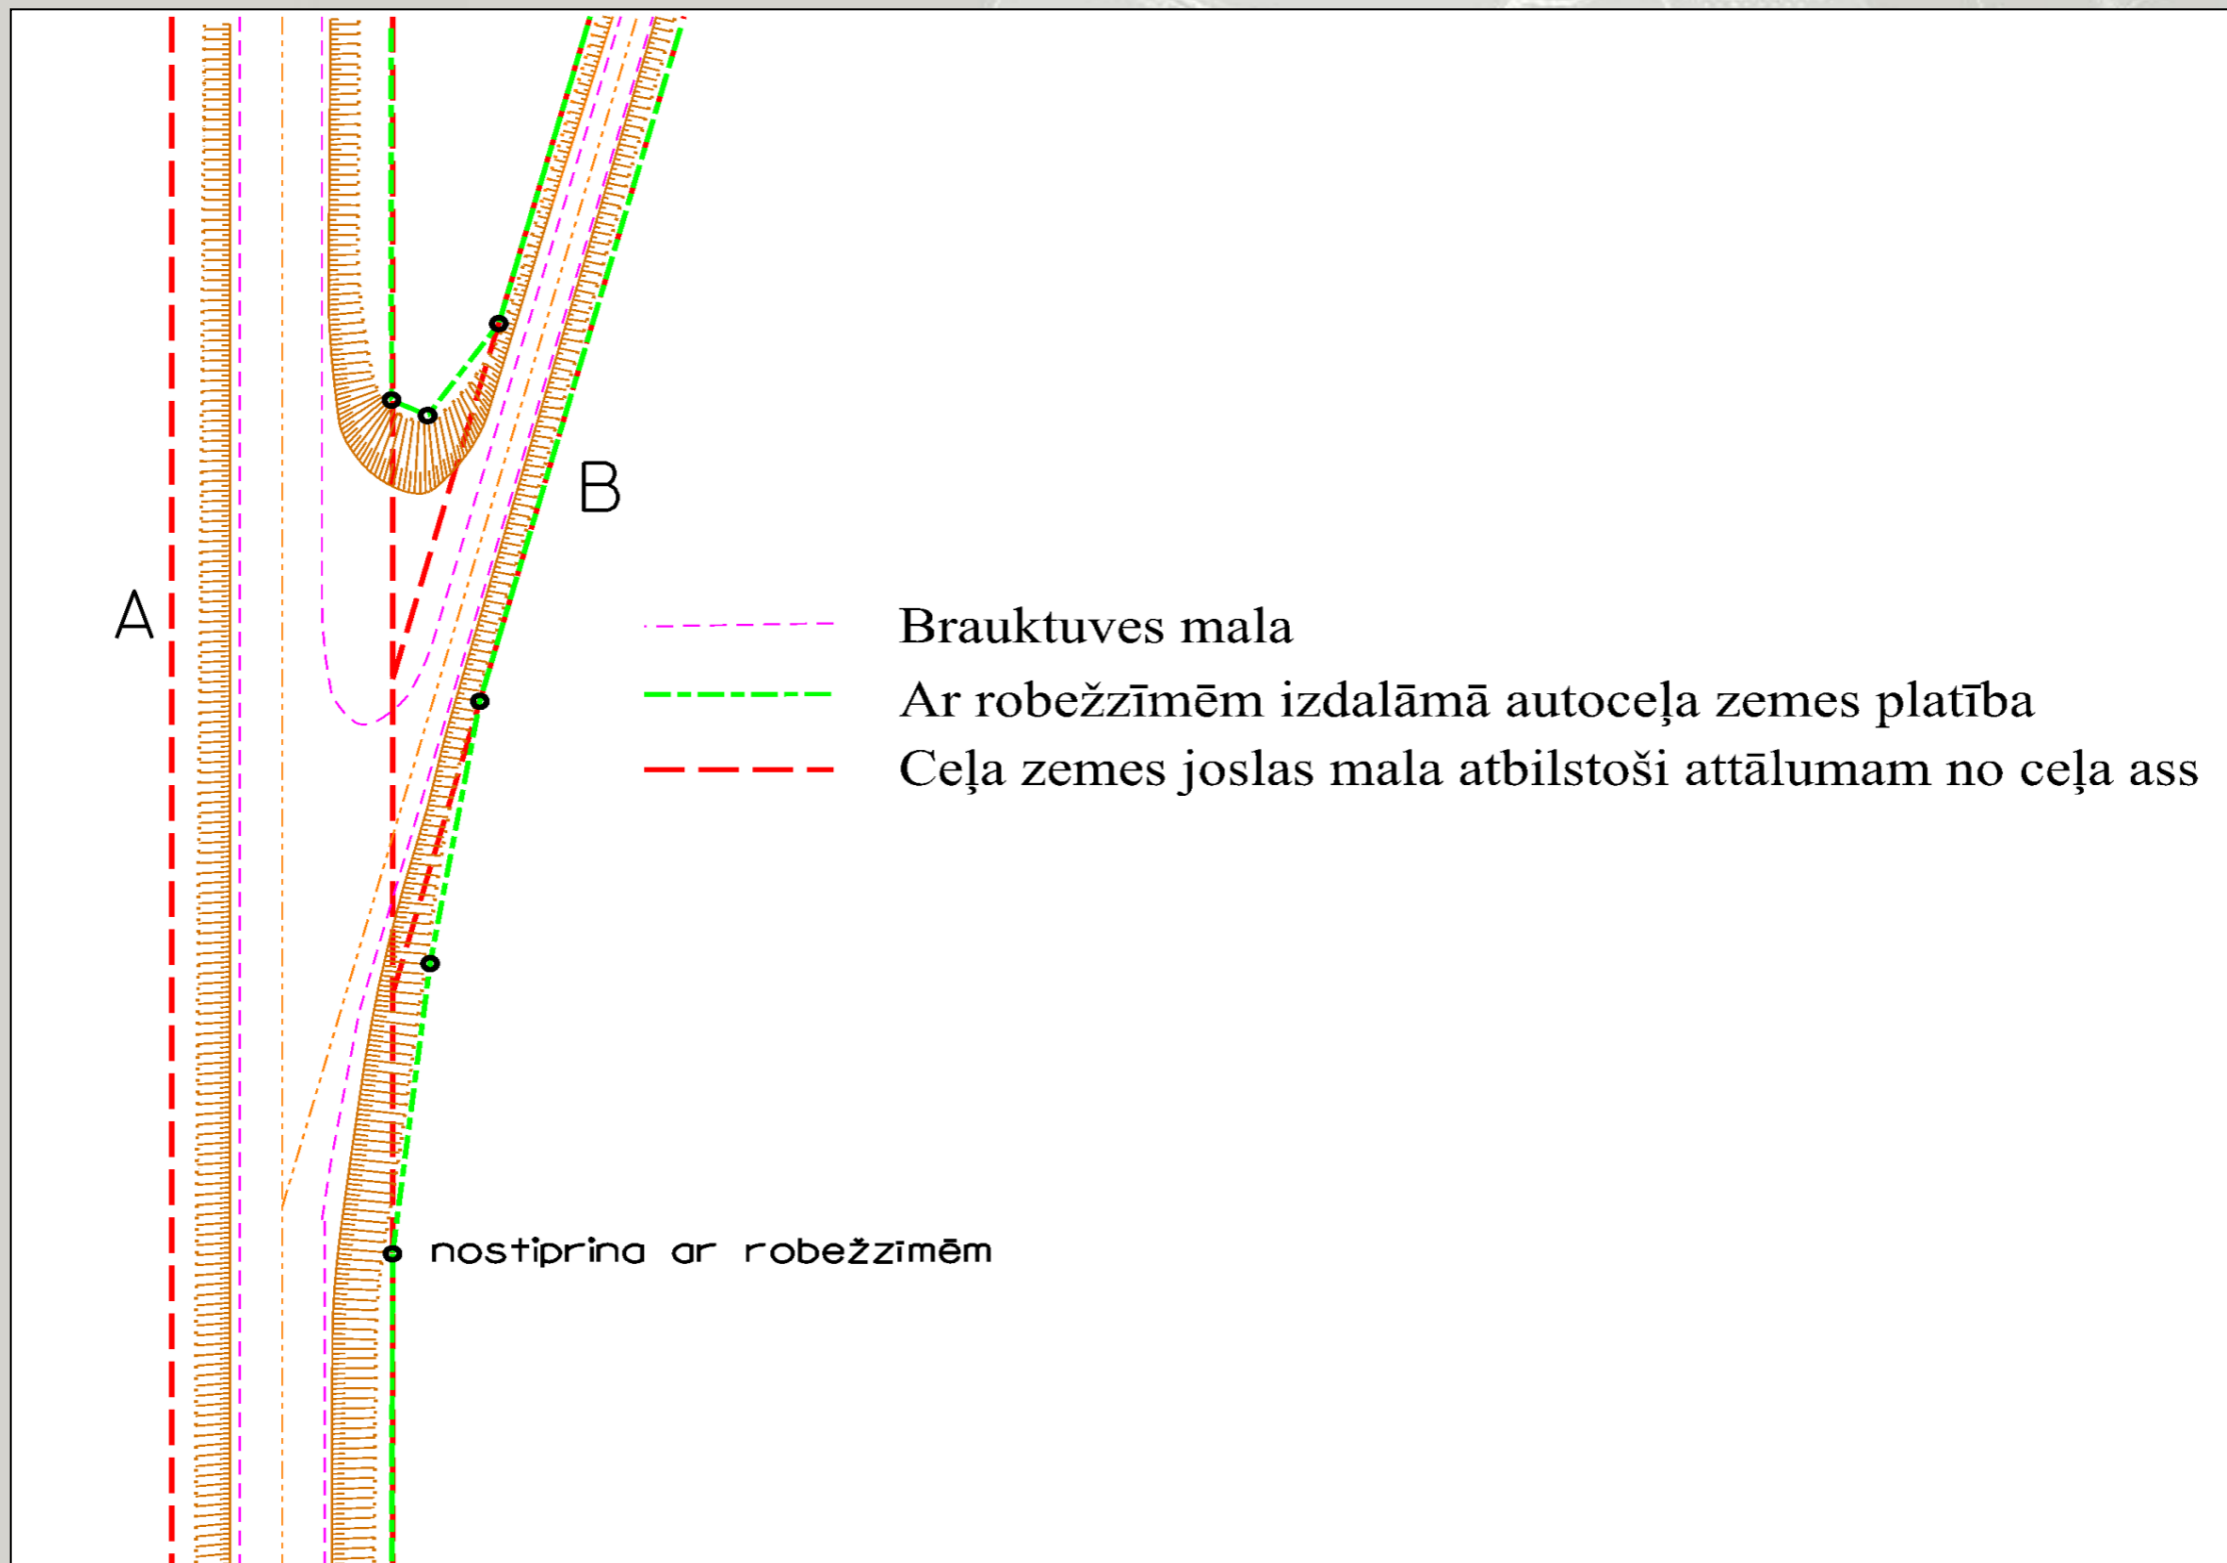 B
A
Brauktuves mala
Ar robežzīmēm izdalāmā autoceļa zemes platība
Ceļa zemes joslas mala atbilstoši attālumam no ceļa ass
nostiprina ar robežzīmēm